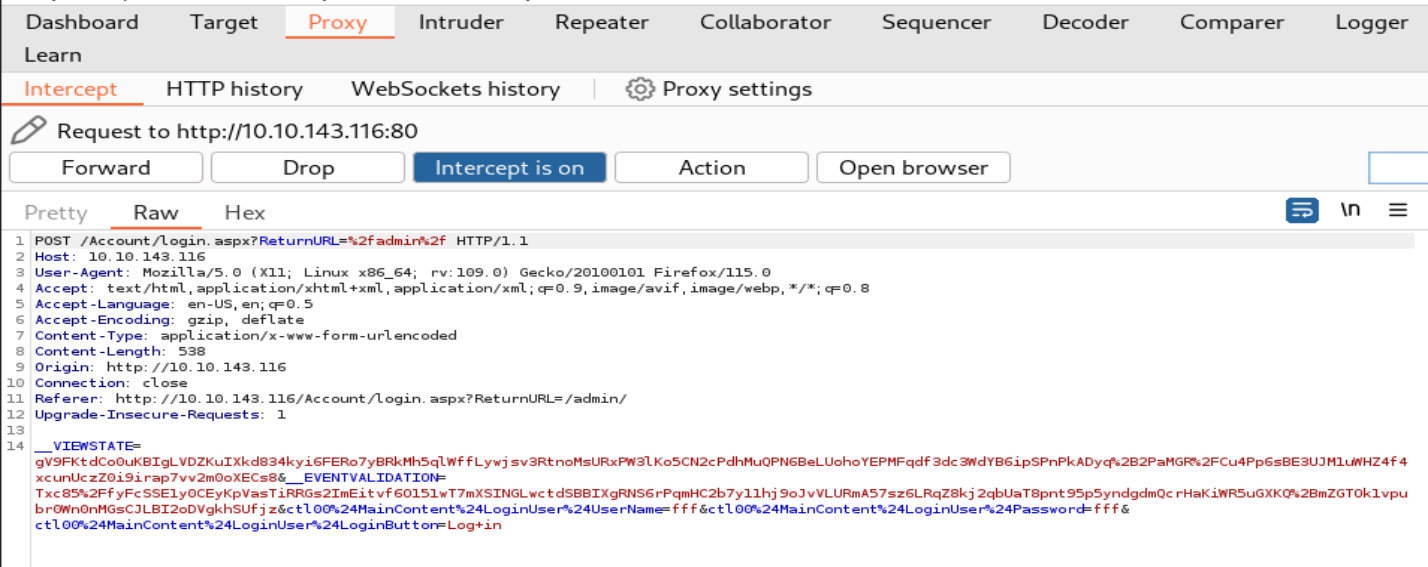 Dashboard Target Proxy Intruder Repeater Collaborator Sequencer Decoder Comparer Logger
Learn
Intercept HTTP history WebSockets history Proxy settings
Request to http://10.10.143.116:80
Forward Drop Intercept is on Action Open browser
Pretty Raw Hex \n
1 POST /Account/login.aspx?ReturnURL=%2fadmin%2f HTTP/1.1
2 Host: 10.10.143.116
3 User-Agent: Mozilla/5.0 (X11; Linux x86_64; rv:109.0) Gecko/20100101 Firefox/115.0
4 Accept: text/html,application/xhtml+xml,application/xml;q=0.9,image/avif,image/webp,*/*;q=0.8
5 Accept-Language: en-US,en;q=0.5
6 Accept-Encoding: gzip, deflate
7 Content-Type: application/x-www-form-urlencoded
8 Content-Length: 538
9 Origin: http://10.10.143.116
10 Connection: close
11 Referer: http://10.10.143.116/Account/login.aspx?ReturnURL=/admin/
12 Upgrade-Insecure-Requests: 1
13
14 __VIEWSTATE=
gV9FKtdCo0uKBIgLVDZKuIXkd834kyi6FERo7yBRkMh5qlWffLywjsv3RtnoMsURxPW3lKo5CN2cPdhMuQPN6BeLUohoYEPMFqdf3dc3WdYB6ipSPnPkADyq%2B2PaMGR%2FCu4Pp6sBE3UJM1uWHZ4f4
xcunUczZ0i9irap7vv2m0oXECs8&__EVENTVALIDATION=
Txc85%2FfyFcSSE1y0CEyKpVasTiRRGs2ImEitvf6O151wT7mXSINGLwctdSBBIXgRNS6rPqmHC2b7y11hj9oJvVLURmA57sz6LRqZ8kj2qbUaT8pnt95p5yndgdmQcrHaKiWR5uGXKQ%2BmZGTOk1vpu
br0Wn0nMGsCJLBI2oDVgkhSUfjz&ctl00%24MainContent%24LoginUser%24UserName=fff&ctl00%24MainContent%24LoginUser%24Password=fff&
ctl00%24MainContent%24LoginUser%24LoginButton=Log+in